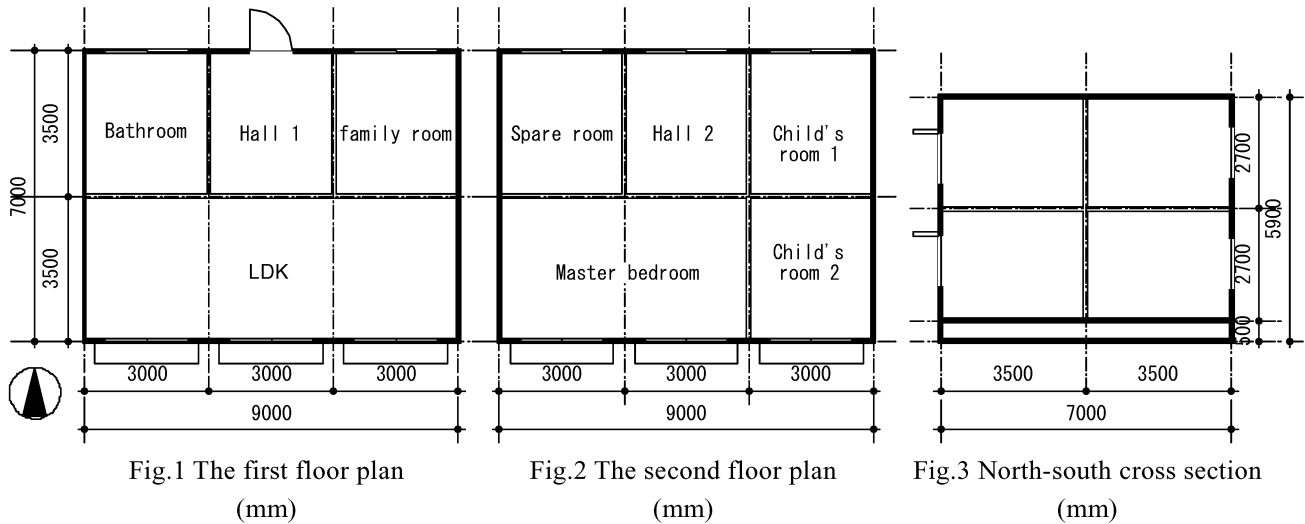 Bathroom
Hall 1
family room
LDK
3500
3500
7000
3000
3000
3000
9000
Spare room
Hall 2
Child's
room 1
Master bedroom
Child's
room 2
3000
3000
3000
9000
2700
2700
500
5900
3500
3500
7000
Fig.1 The first floor plan
(mm)
Fig.2 The second floor plan
(mm)
Fig.3 North-south cross section
(mm)